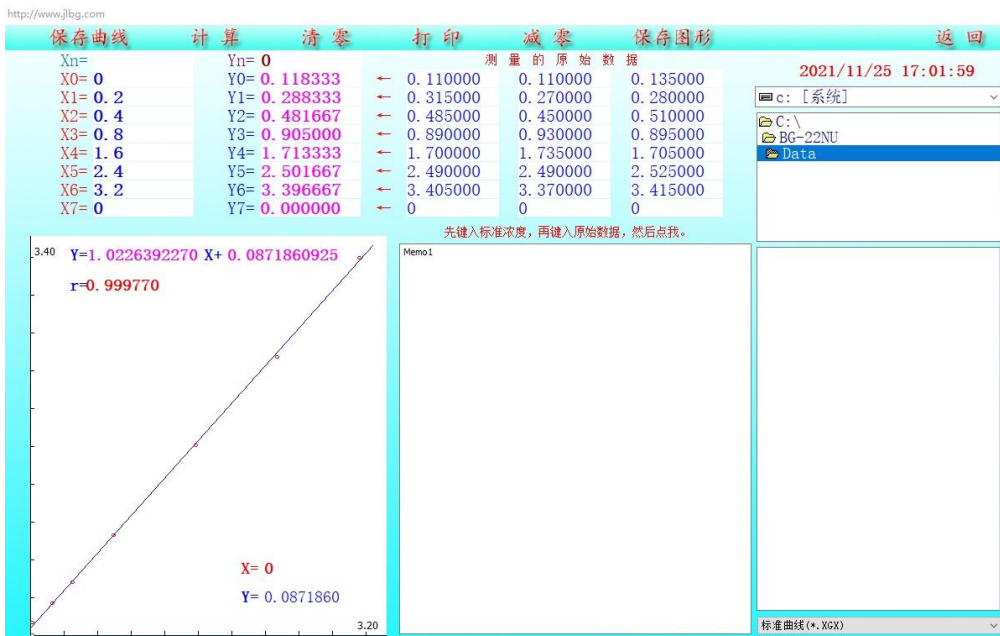 http://www.jlbg.com
保存曲线 计 算 清 零 打 印 减 零 保存图形 返 回
Xn= Yn= 0 测 量 的 原 始 数 据
X0= 0 Y0= 0.118333 ← 0.110000 0.110000 0.135000
X1= 0.2 Y1= 0.288333 ← 0.315000 0.270000 0.280000
X2= 0.4 Y2= 0.481667 ← 0.485000 0.450000 0.510000
X3= 0.8 Y3= 0.905000 ← 0.890000 0.930000 0.895000
X4= 1.6 Y4= 1.713333 ← 1.700000 1.735000 1.705000
X5= 2.4 Y5= 2.501667 ← 2.490000 2.490000 2.525000
X6= 3.2 Y6= 3.396667 ← 3.405000 3.370000 3.415000
X7= 0 Y7= 0.000000 ← 0 0 0
先键入标准浓度，再键入原始数据，然后点我。
2021/11/25 17:01:59
c: [系统]
C:\
BG-22NU
Data
3.40 Y=1.0226392270 X+ 0.0871860925
r=0.999770
X= 0
Y= 0.0871860
3.20
Memo1
标准曲线(*.XGX)